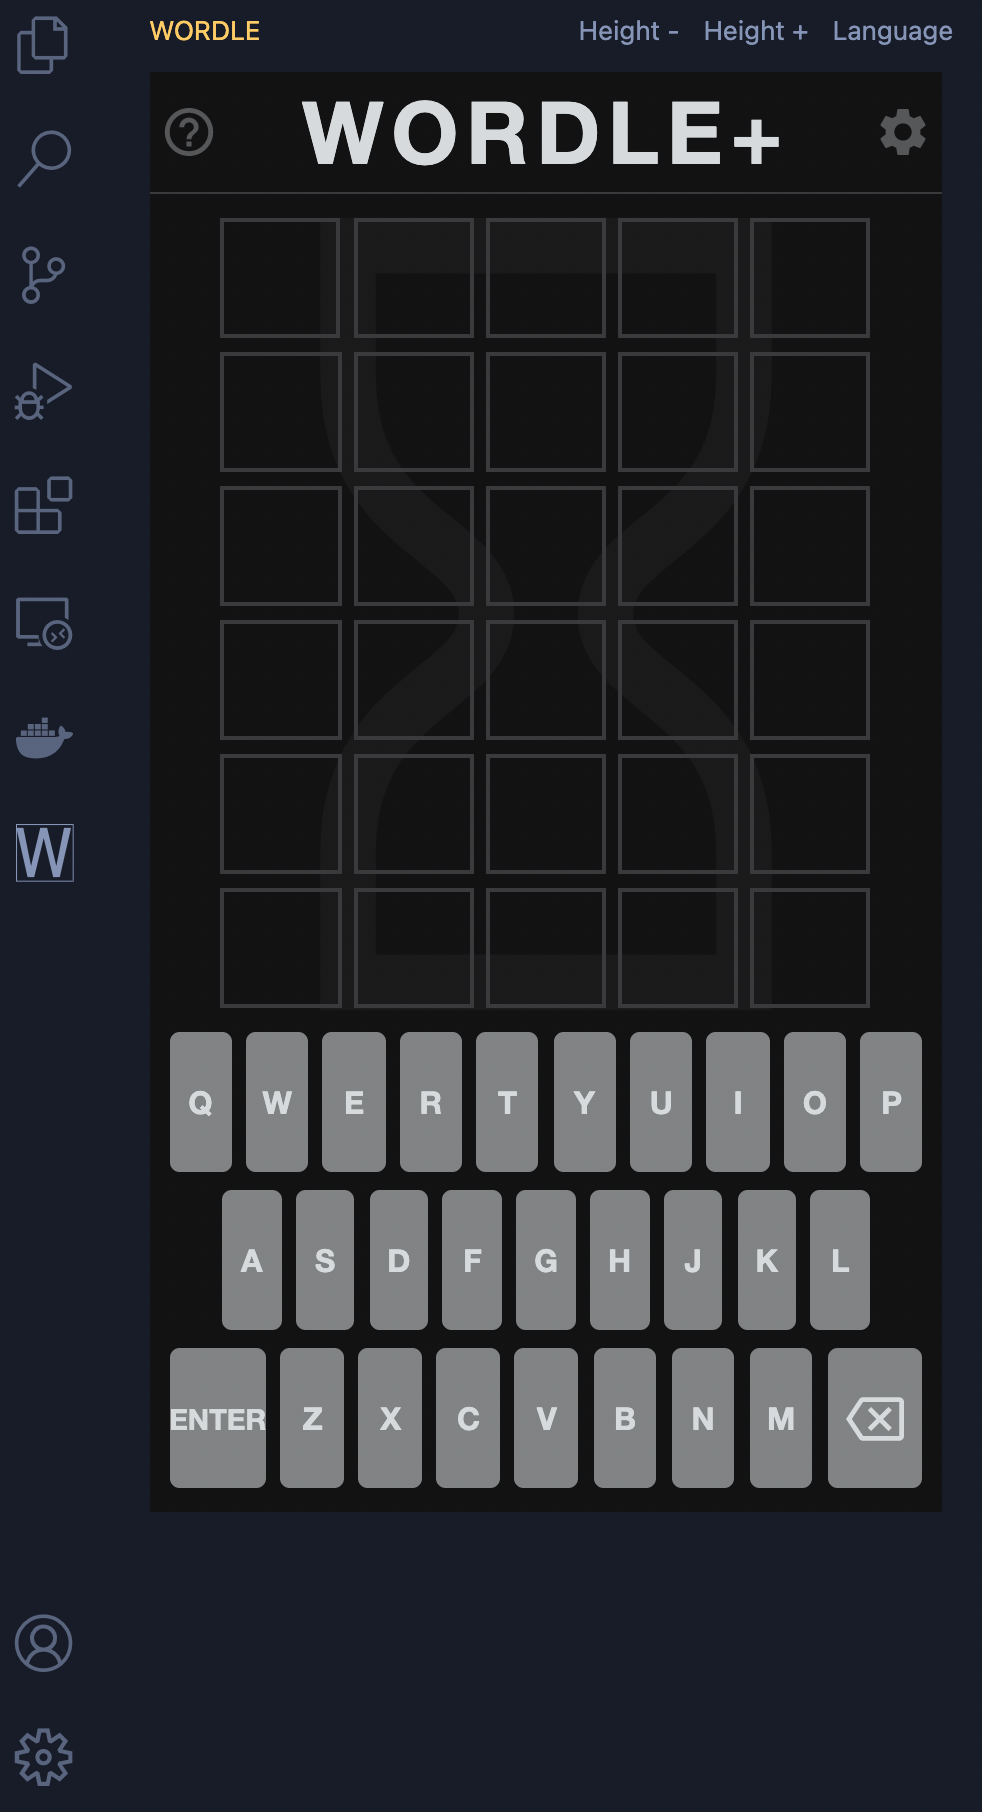 WORDLE Height - Height + Language
WORDLE+
Q W E R T Y U I O P
A S D F G H J K L
ENTER Z X C V B N M
W